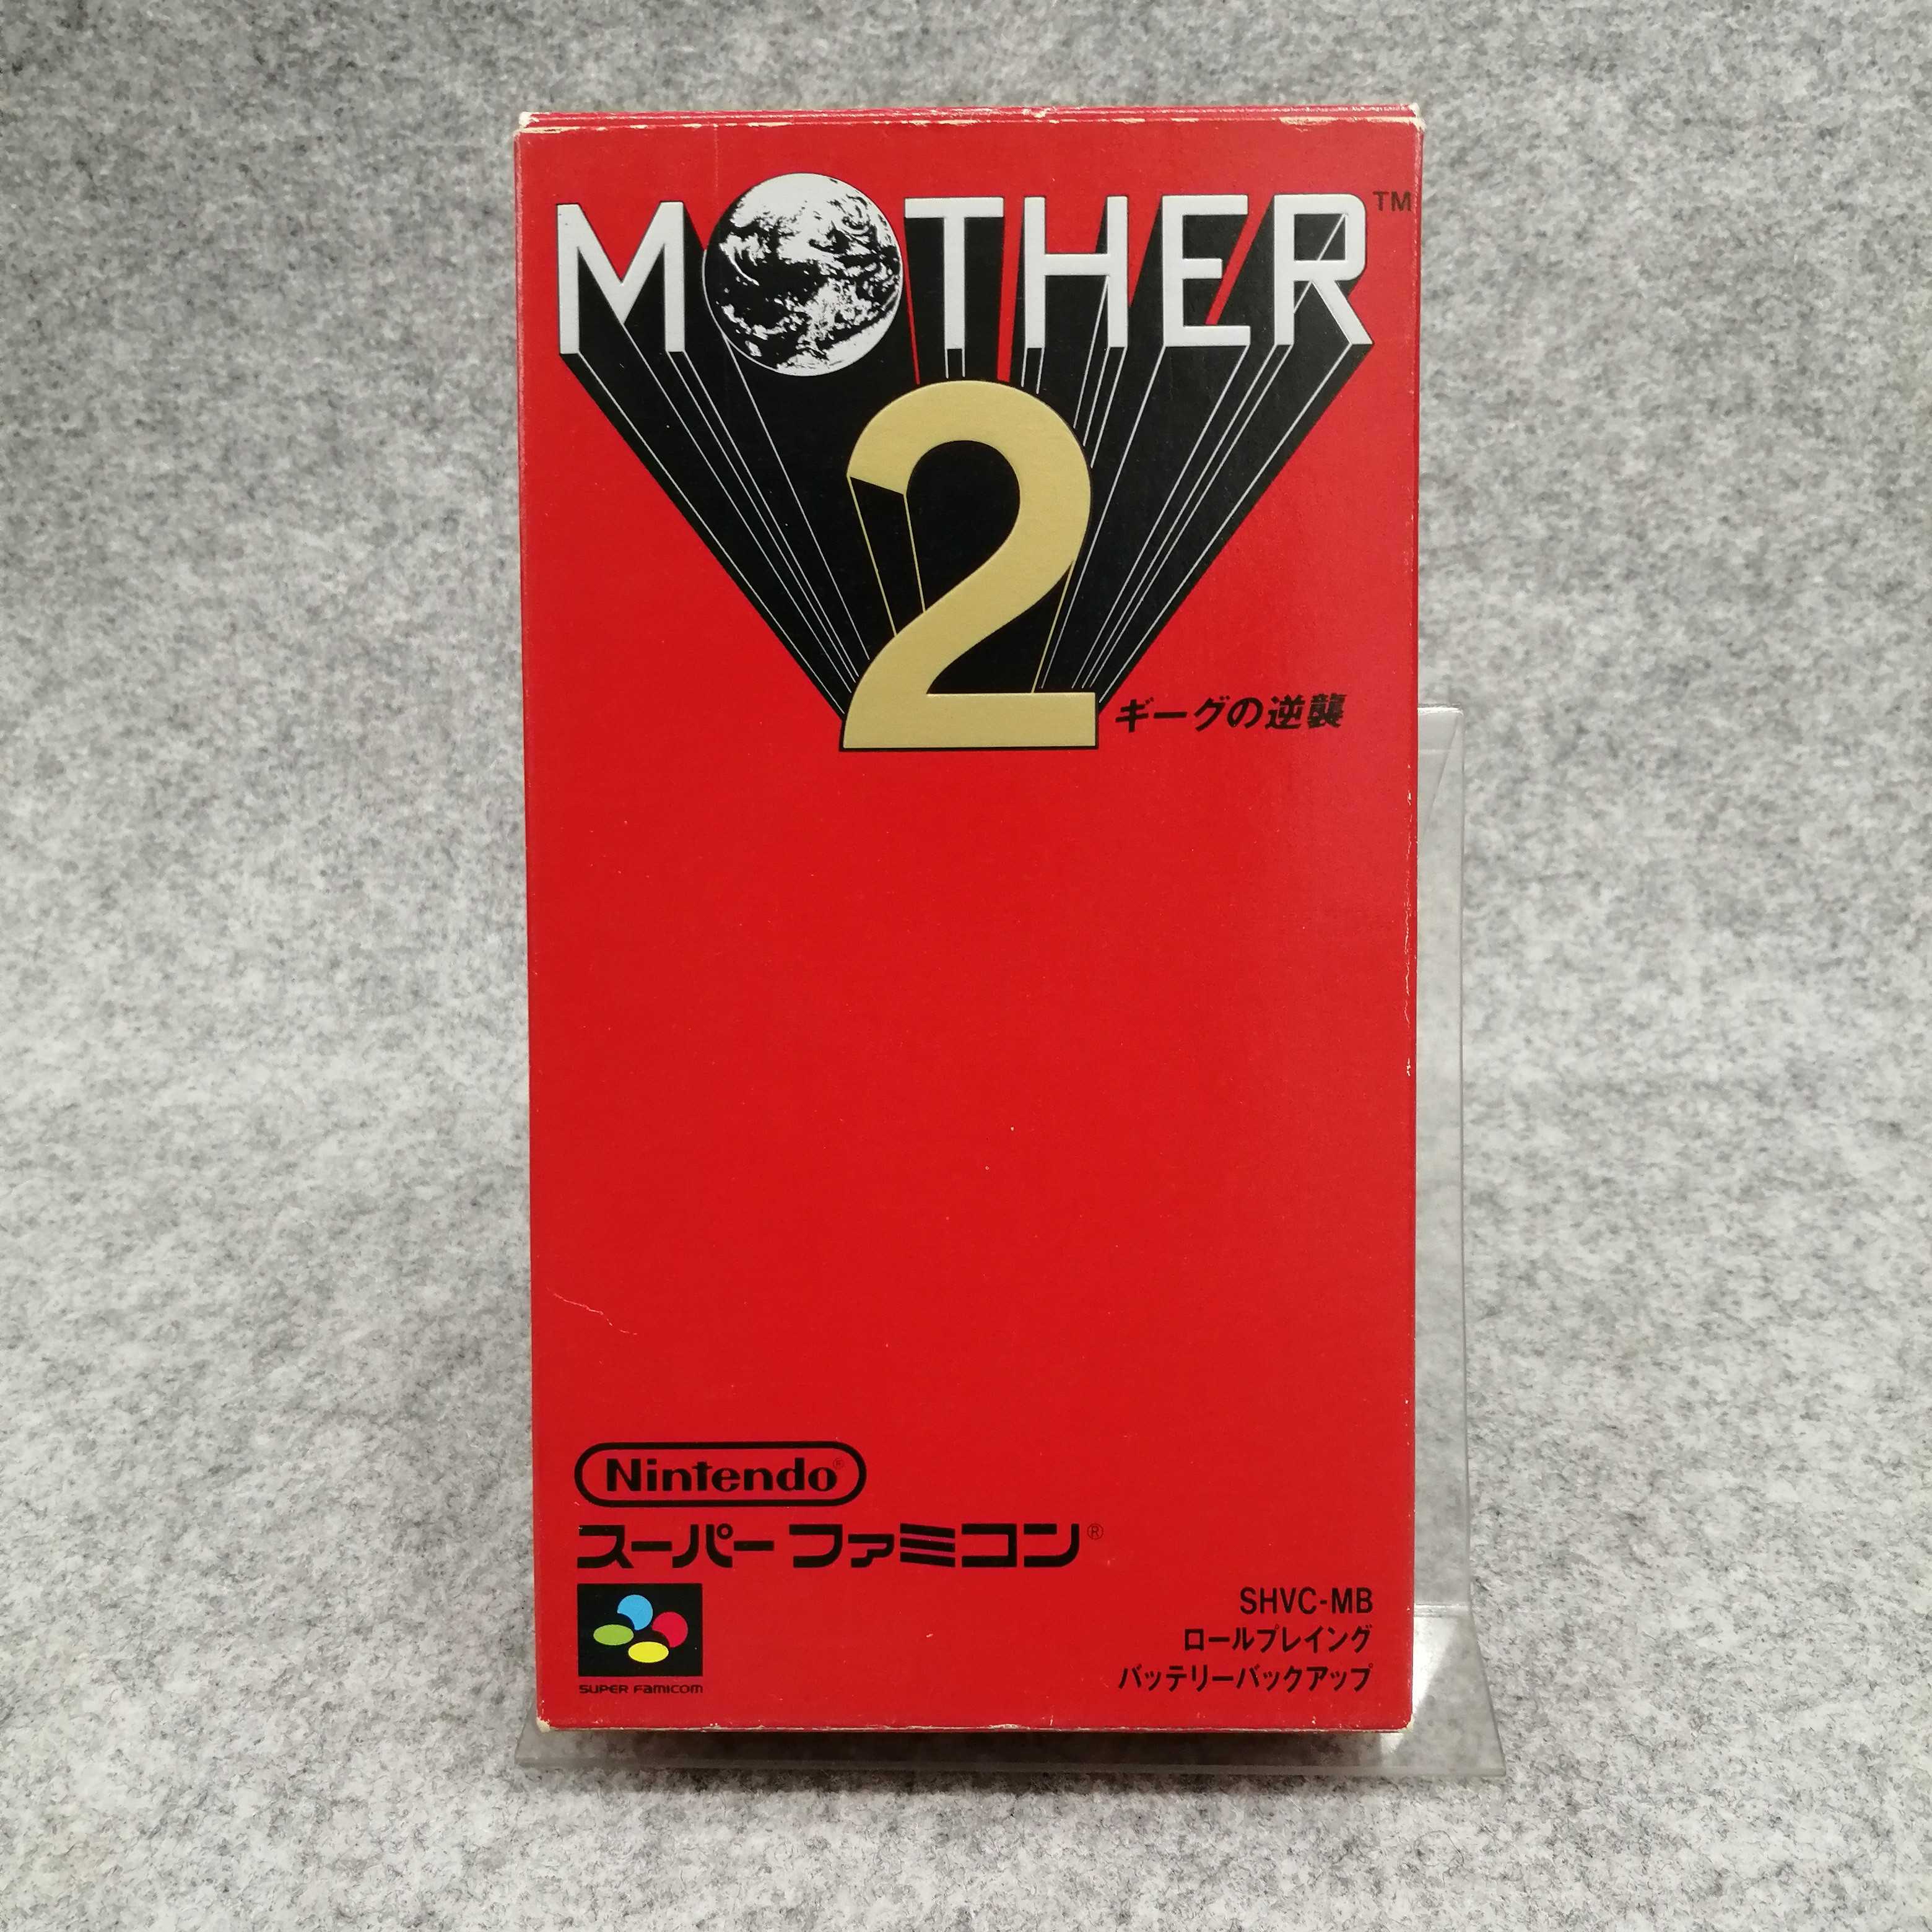 MOTHER™
2
ギーグの逆襲
Nintendo®
スーパーファミコン®
SUPER FAMICOM
SHVC-MB
ロールプレイング
バッテリーバックアップ